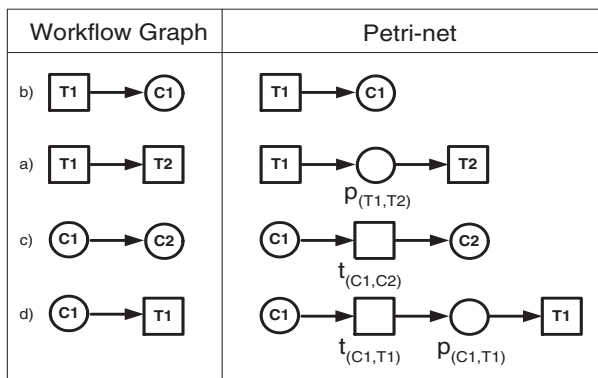 Workflow Graph Petri-net
b) T1 C1 T1 C1
a) T1 T2 T1 T2
p(T1,T2)
c) C1 C2 C1 C2
t(C1,C2)
d) C1 T1 C1 T1
t(C1,T1) p(C1,T1)